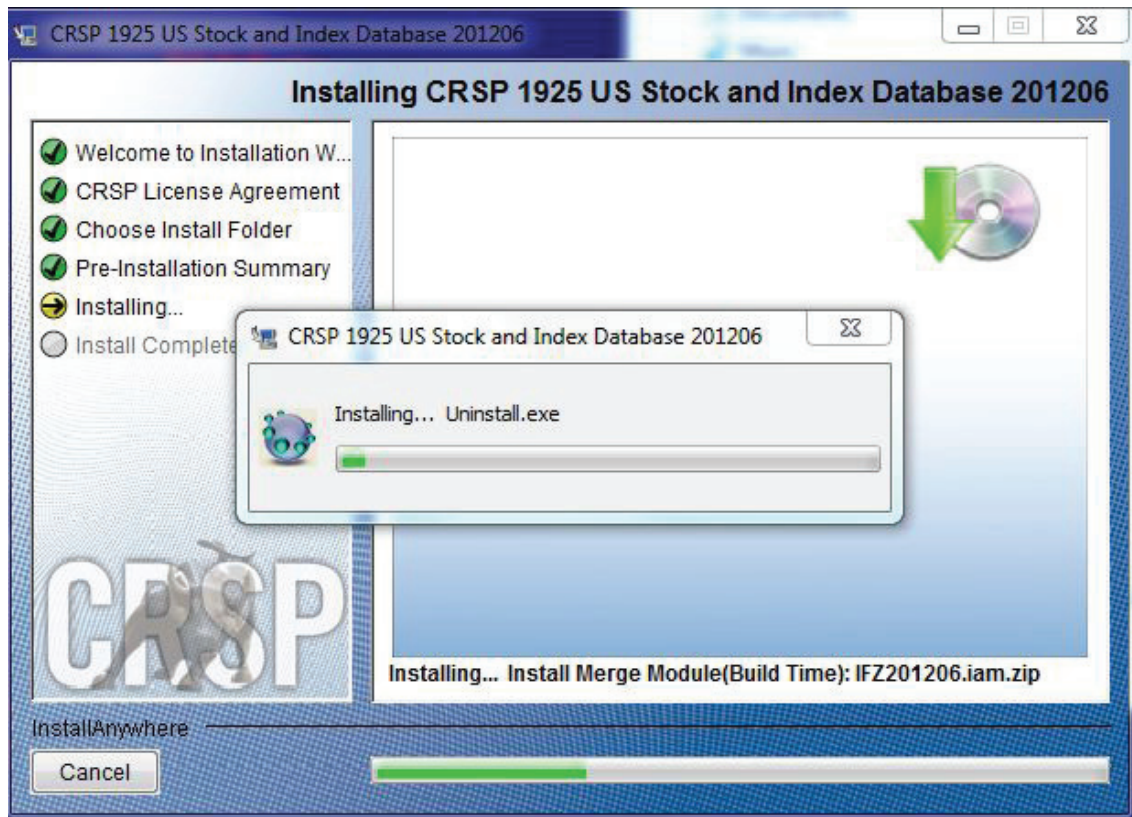 CRSP 1925 US Stock and Index Database 201206
Installing CRSP 1925 US Stock and Index Database 201206
Welcome to Installation W...
CRSP License Agreement
Choose Install Folder
Pre-Installation Summary
Installing...
Install Complete
CRSP 1925 US Stock and Index Database 201206
Installing... Uninstall.exe
CRSP
Installing... Install Merge Module(Build Time): IFZ201206.iam.zip
InstallAnywhere
Cancel